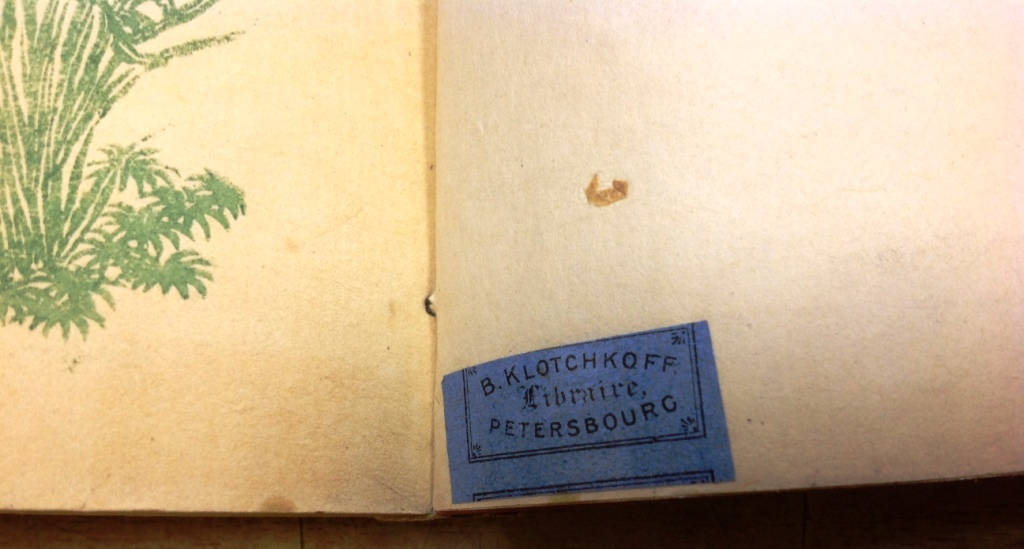 B. KLOTCHKOFF
Libraire,
PETERSBOURG